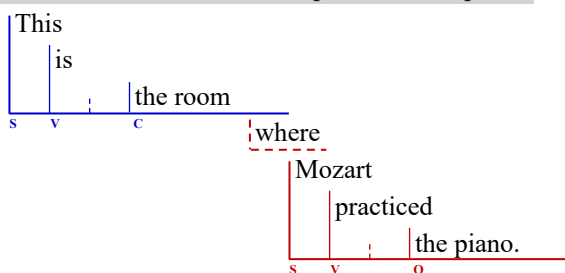 This
is
the room
S V C
where
Mozart
practiced
the piano.
S V O